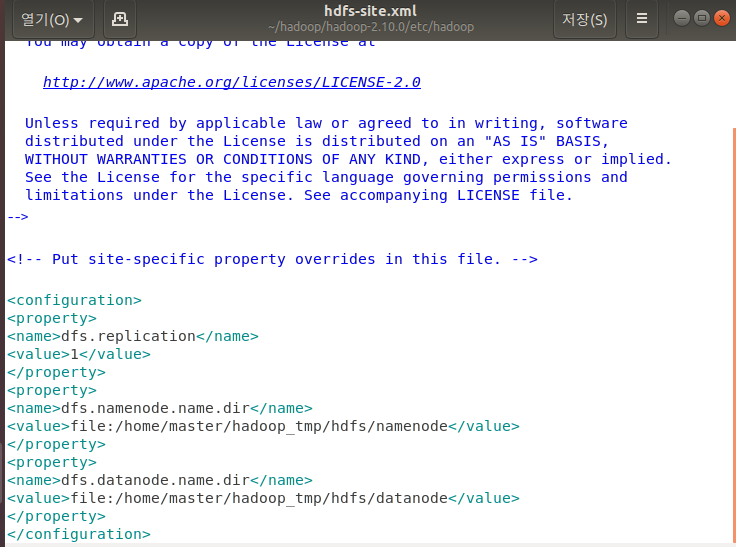 열기(O)
hdfs-site.xml
~/hadoop/hadoop-2.10.0/etc/hadoop
저장(S)
You may obtain a copy of the License at
http://www.apache.org/licenses/LICENSE-2.0
Unless required by applicable law or agreed to in writing, software
distributed under the License is distributed on an "AS IS" BASIS,
WITHOUT WARRANTIES OR CONDITIONS OF ANY KIND, either express or implied.
See the License for the specific language governing permissions and
limitations under the License. See accompanying LICENSE file.
-->
<!-- Put site-specific property overrides in this file. -->
<configuration>
<property>
<name>dfs.replication</name>
<value>1</value>
</property>
<property>
<name>dfs.namenode.name.dir</name>
<value>file:/home/master/hadoop_tmp/hdfs/namenode</value>
</property>
<property>
<name>dfs.datanode.name.dir</name>
<value>file:/home/master/hadoop_tmp/hdfs/datanode</value>
</property>
</configuration>